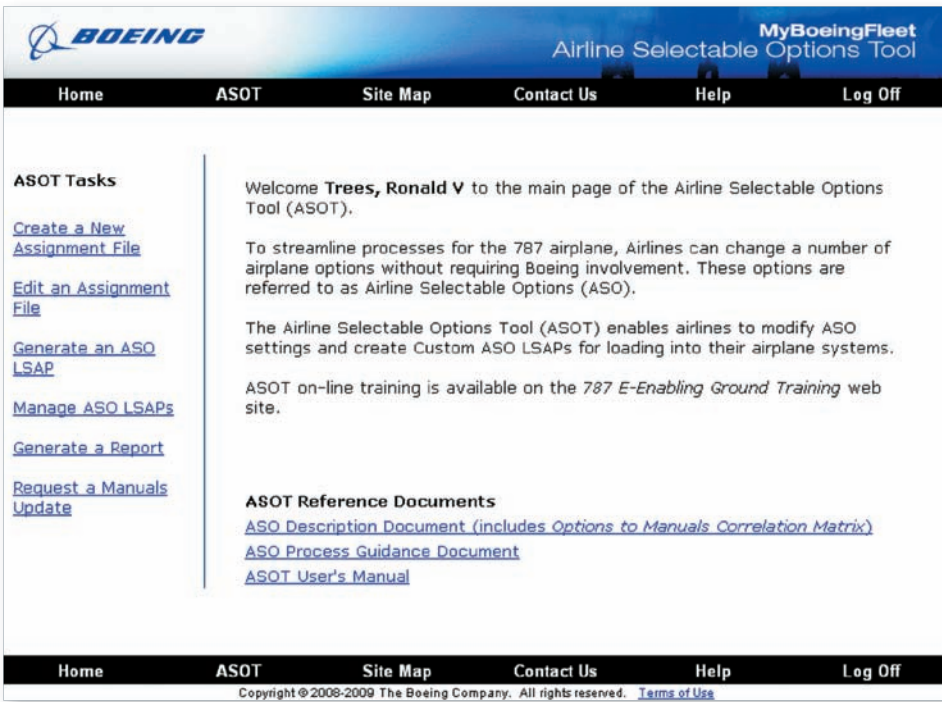 BOEING
MyBoeingFleet
Airline Selectable Options Tool
Home ASOT Site Map Contact Us Help Log Off
ASOT Tasks
Create a New
Assignment File
Edit an Assignment
File
Generate an ASO
LSAP
Manage ASO LSAPs
Generate a Report
Request a Manuals
Update
Welcome Trees, Ronald V to the main page of the Airline Selectable Options
Tool (ASOT).
To streamline processes for the 787 airplane, Airlines can change a number of
airplane options without requiring Boeing involvement. These options are
referred to as Airline Selectable Options (ASO).
The Airline Selectable Options Tool (ASOT) enables airlines to modify ASO
settings and create Custom ASO LSAPs for loading into their airplane systems.
ASOT on-line training is available on the 787 E-Enabling Ground Training web
site.
ASOT Reference Documents
ASO Description Document (includes Options to Manuals Correlation Matrix)
ASO Process Guidance Document
ASOT User's Manual
Home ASOT Site Map Contact Us Help Log Off
Copyright © 2008-2009 The Boeing Company. All rights reserved. Terms of Use